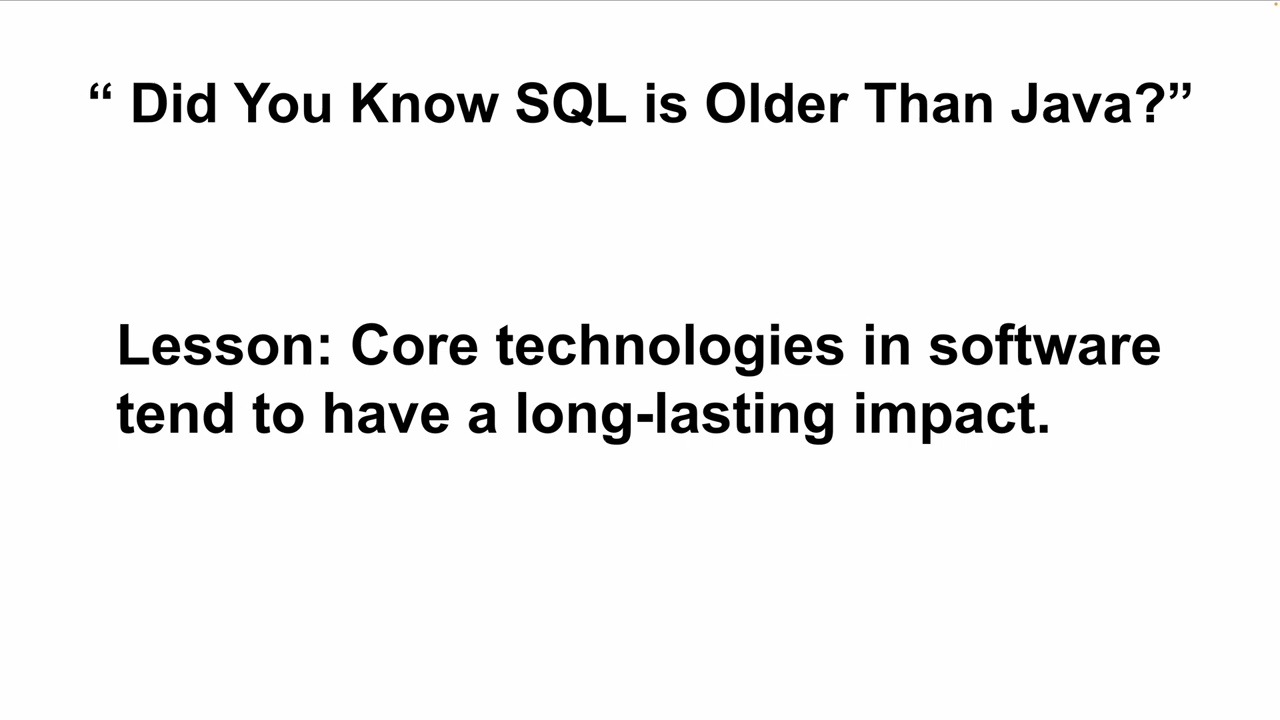 “ Did You Know SQL is Older Than Java?”
Lesson: Core technologies in software
tend to have a long-lasting impact.